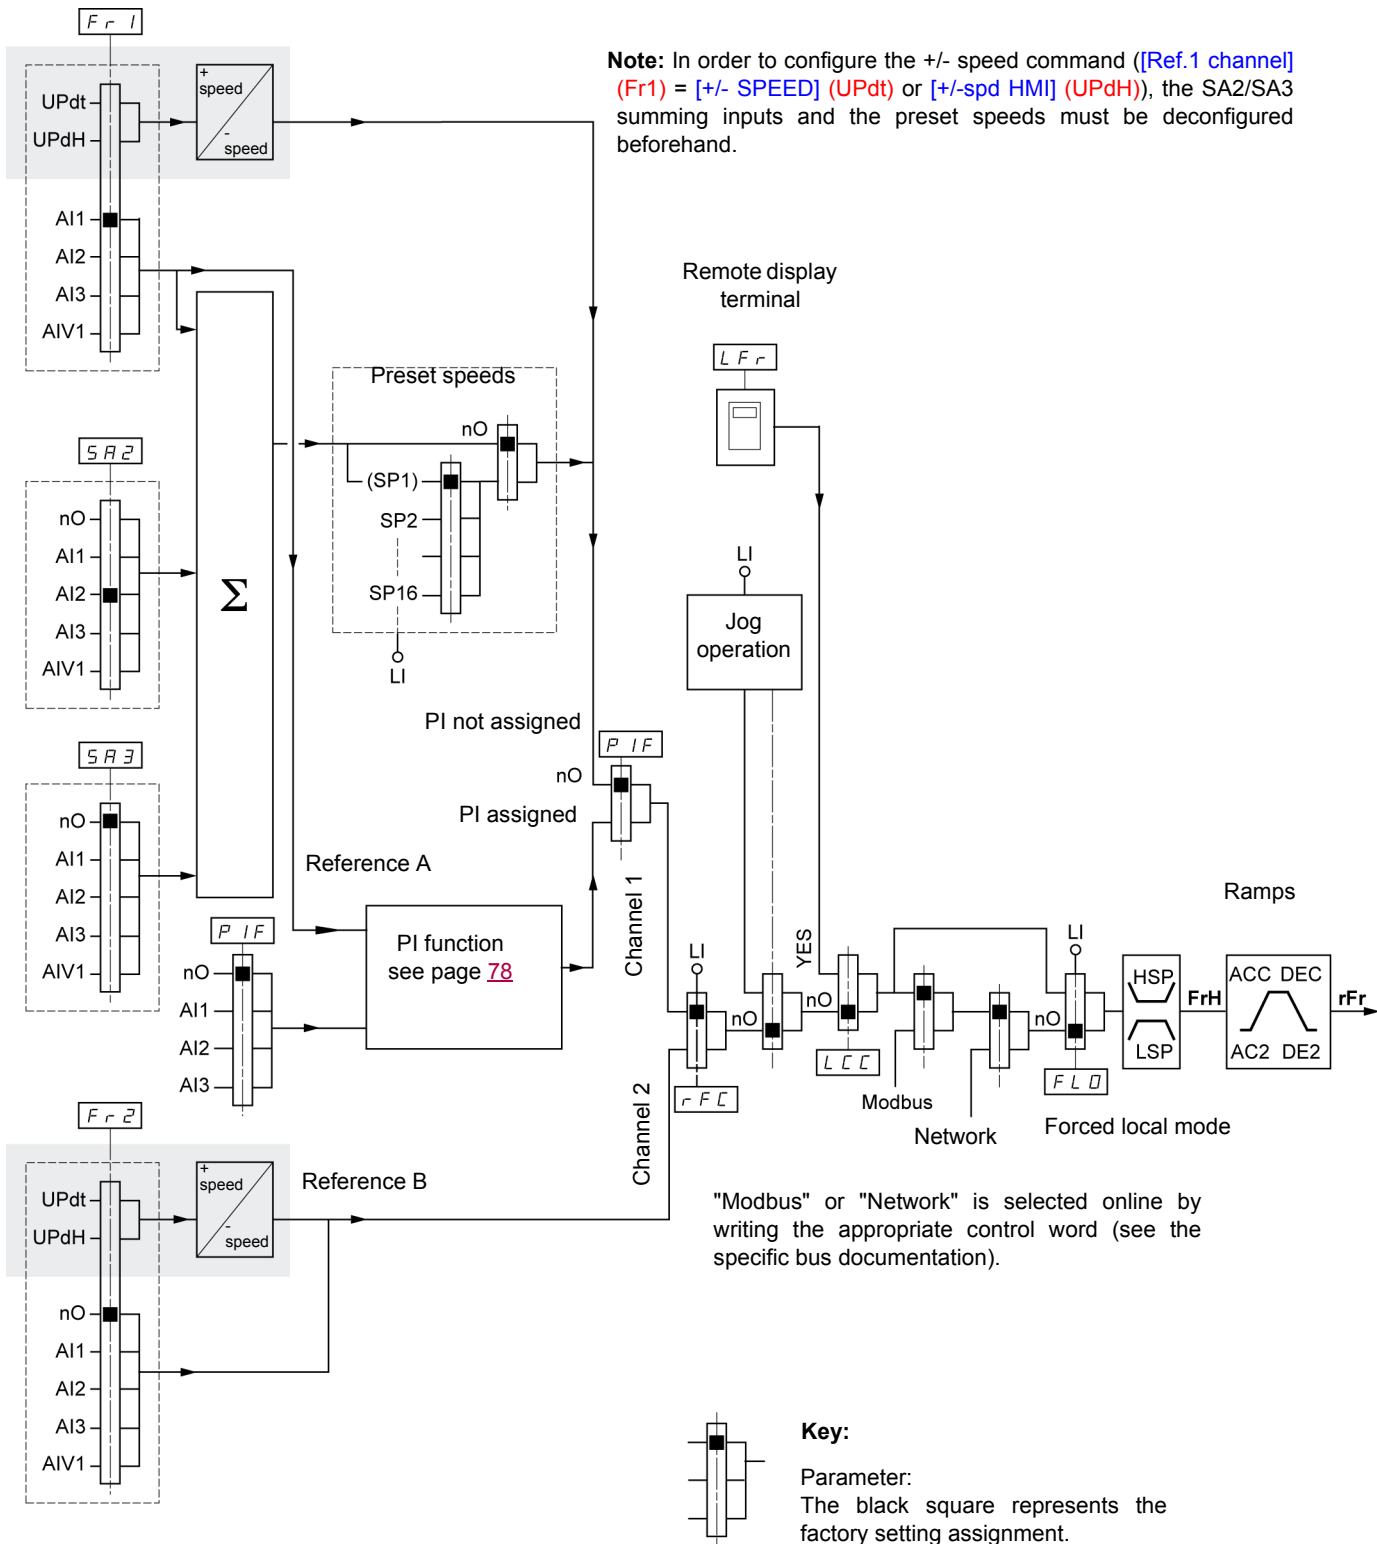 Fr1
Note: In order to configure the +/- speed command ([Ref.1 channel]
(Fr1) = [+/- SPEED] (UPdt) or [+/-spd HMI] (UPdH)), the SA2/SA3
summing inputs and the preset speeds must be deconfigured
beforehand.
UPdt
UPdH
+
speed
-
speed
AI1
AI2
AI3
AIV1
Remote display
terminal
LFr
Preset speeds
nO
(SP1)
SP2
SP16
LI
SA2
nO
AI1
AI2
AI3
AIV1
Σ
LI
Jog
operation
PI not assigned
PIF
nO
PI assigned
SA3
nO
AI1
AI2
AI3
AIV1
Reference A
PIF
nO
AI1
AI2
AI3
PI function
see page 78
Channel 1
LI
nO
rFC
Channel 2
YES
nO
LCC
Modbus
Network
nO
LI
FLO
Forced local mode
Ramps
HSP
LSP
FrH
ACC DEC
AC2 DE2
rFr
Fr2
UPdt
UPdH
+
speed
-
speed
Reference B
nO
AI1
AI2
AI3
AIV1
"Modbus" or "Network" is selected online by
writing the appropriate control word (see the
specific bus documentation).
Key:
Parameter:
The black square represents the
factory setting assignment.